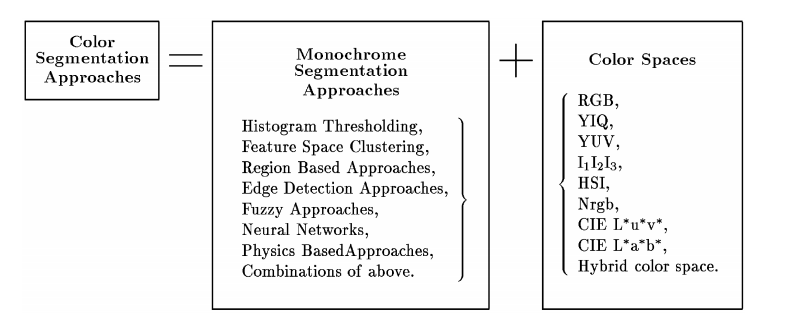 Color
Segmentation
Approaches
=
Monochrome
Segmentation
Approaches
Histogram Thresholding,
Feature Space Clustering,
Region Based Approaches,
Edge Detection Approaches,
Fuzzy Approaches,
Neural Networks,
Physics BasedApproaches,
Combinations of above.
+
Color Spaces
RGB,
YIQ,
YUV,
I₁I₂I₃,
HSI,
Nrgb,
CIE L*u*v*,
CIE L*a*b*,
Hybrid color space.